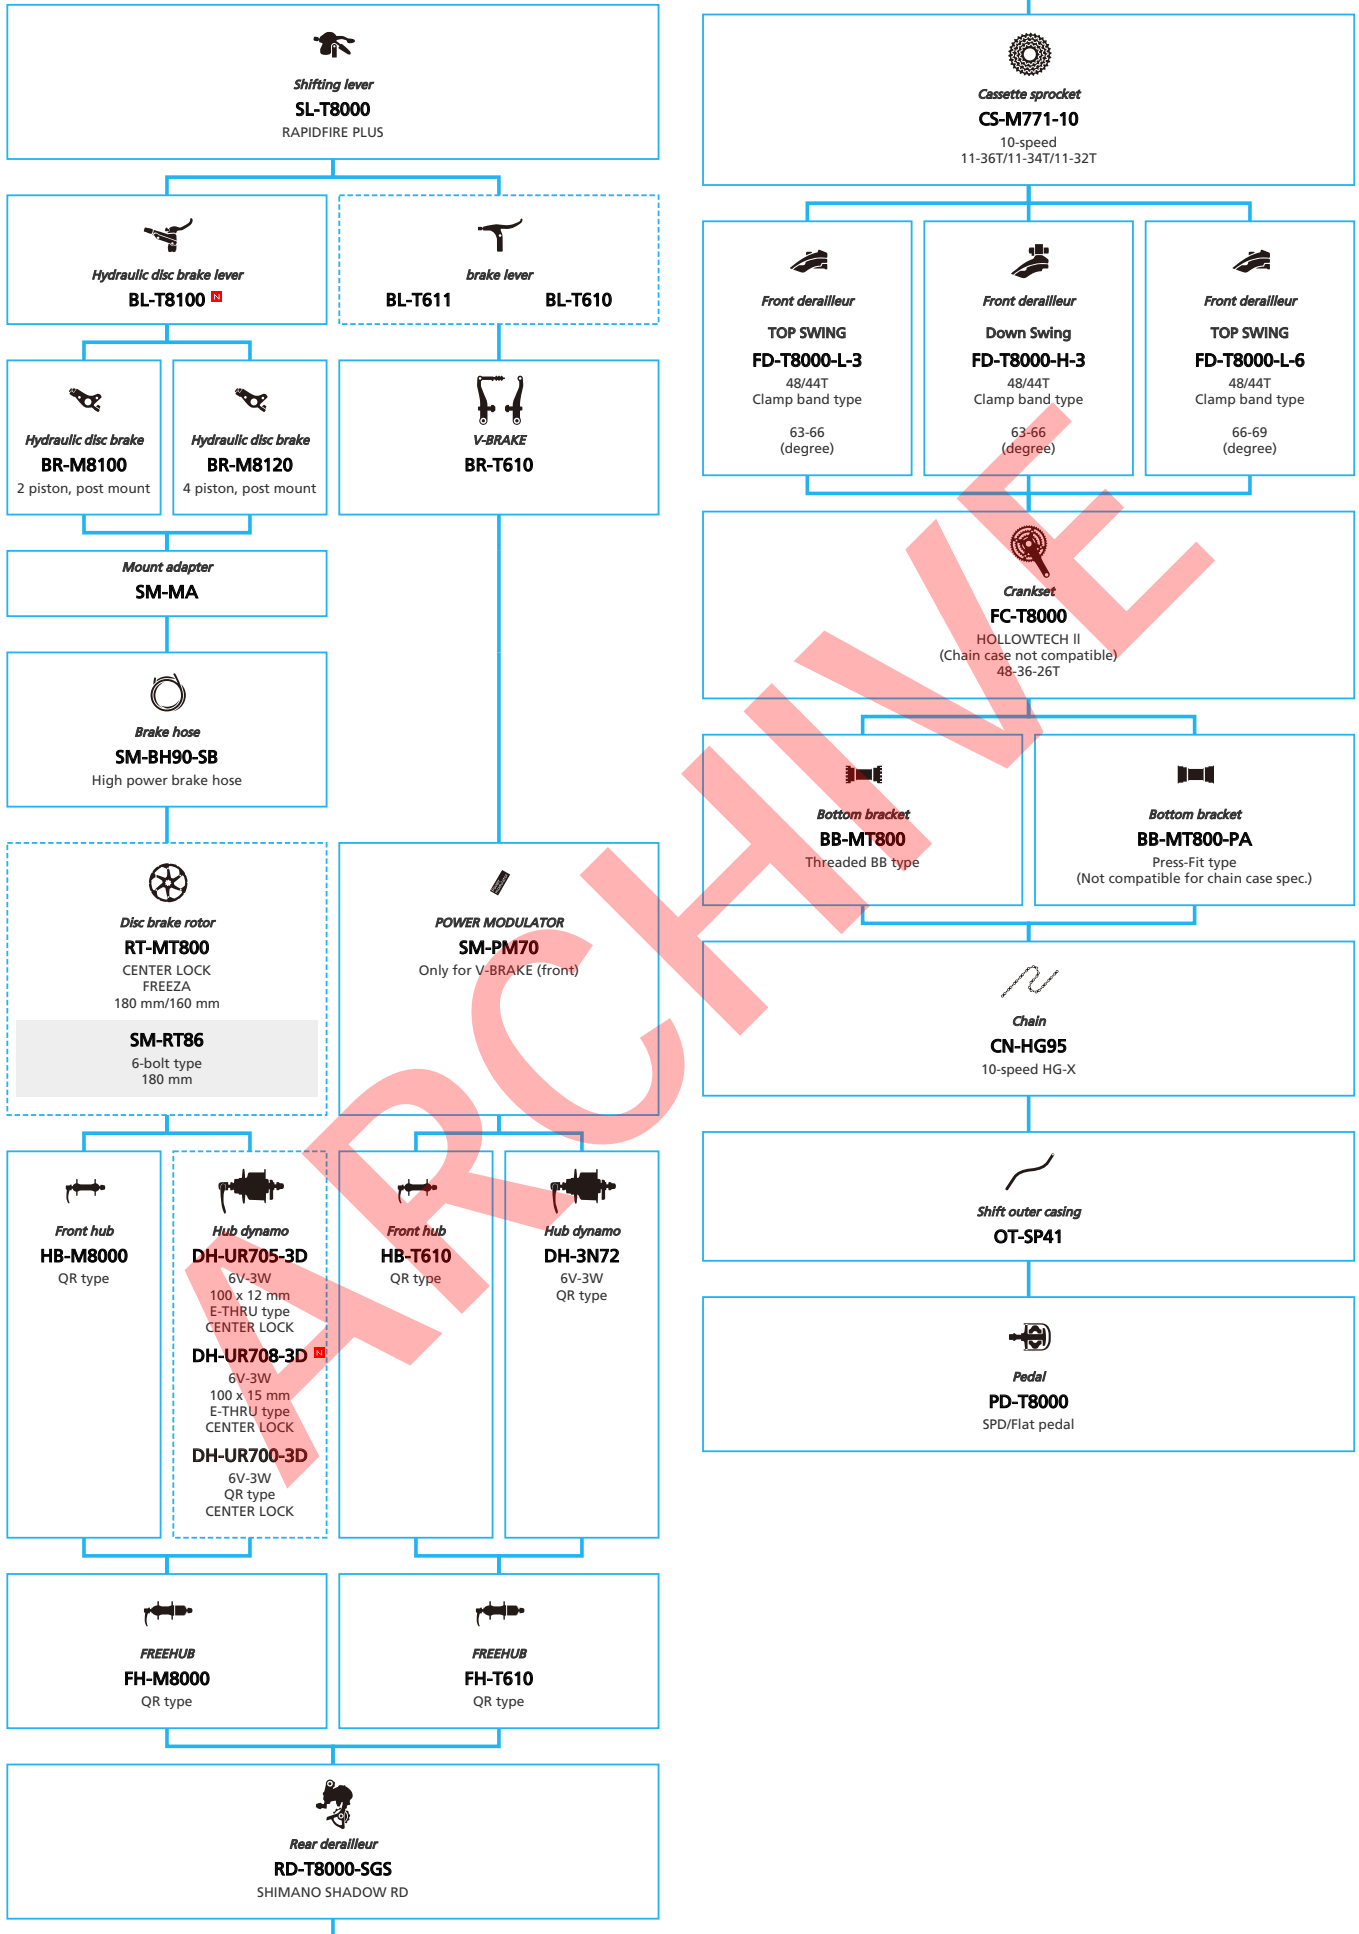 Shifting lever
SL-T8000
RAPIDFIRE PLUS
Hydraulic disc brake lever
BL-T8100 N
brake lever
BL-T611 BL-T610
Hydraulic disc brake
BR-M8100
2 piston, post mount
Hydraulic disc brake
BR-M8120
4 piston, post mount
V-BRAKE
BR-T610
Mount adapter
SM-MA
Brake hose
SM-BH90-SB
High power brake hose
Disc brake rotor
RT-MT800
CENTER LOCK
FREEZA
180 mm/160 mm
SM-RT86
6-bolt type
180 mm
POWER MODULATOR
SM-PM70
Only for V-BRAKE (front)
Front hub
HB-M8000
QR type
Hub dynamo
DH-UR705-3D
6V-3W
100 x 12 mm
E-THRU type
CENTER LOCK
DH-UR708-3D N
6V-3W
100 x 15 mm
E-THRU type
CENTER LOCK
DH-UR700-3D
6V-3W
QR type
CENTER LOCK
Front hub
HB-T610
QR type
Hub dynamo
DH-3N72
6V-3W
QR type
FREEHUB
FH-M8000
QR type
FREEHUB
FH-T610
QR type
Rear derailleur
RD-T8000-SGS
SHIMANO SHADOW RD
Cassette sprocket
CS-M771-10
10-speed
11-36T/11-34T/11-32T
Front derailleur
TOP SWING
FD-T8000-L-3
48/44T
Clamp band type
63-66
(degree)
Front derailleur
Down Swing
FD-T8000-H-3
48/44T
Clamp band type
63-66
(degree)
Front derailleur
TOP SWING
FD-T8000-L-6
48/44T
Clamp band type
66-69
(degree)
Crankset
FC-T8000
HOLLOWTECH ll
(Chain case not compatible)
48-36-26T
Bottom bracket
BB-MT800
Threaded BB type
Bottom bracket
BB-MT800-PA
Press-Fit type
(Not compatible for chain case spec.)
Chain
CN-HG95
10-speed HG-X
Shift outer casing
OT-SP41
Pedal
PD-T8000
SPD/Flat pedal
ARCHIVE